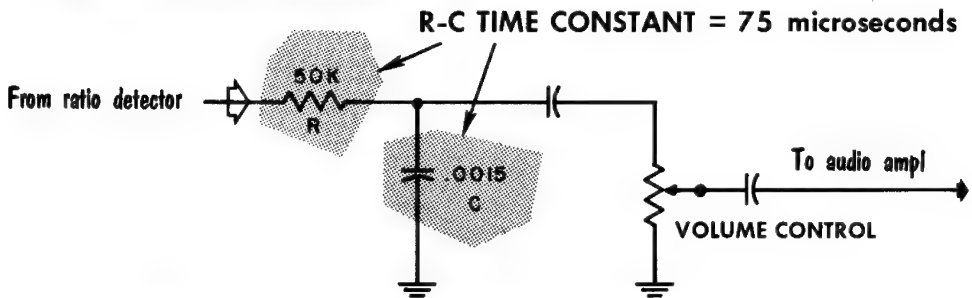 R-C TIME CONSTANT = 75 microseconds
50K
From ratio detector
R
.0015
C
To audio ampl
VOLUME CONTROL